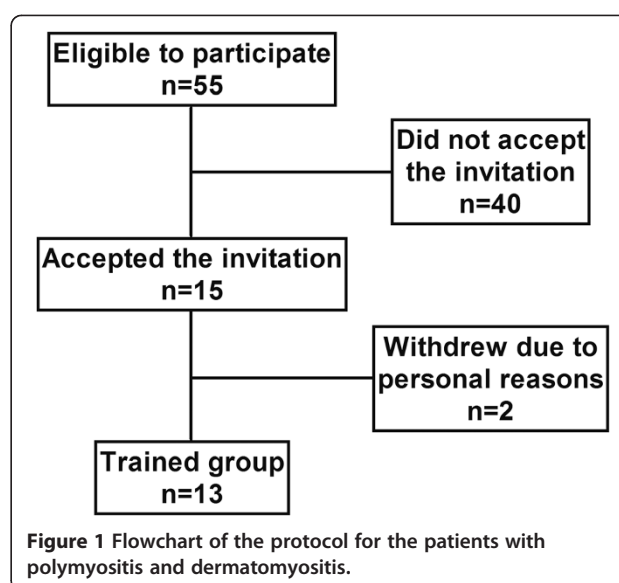 Eligible to participate
n=55
Did not accept
the invitation
n=40
Accepted the invitation
n=15
Withdrew due to
personal reasons
n=2
Trained group
n=13
Figure 1 Flowchart of the protocol for the patients with
polymyositis and dermatomyositis.